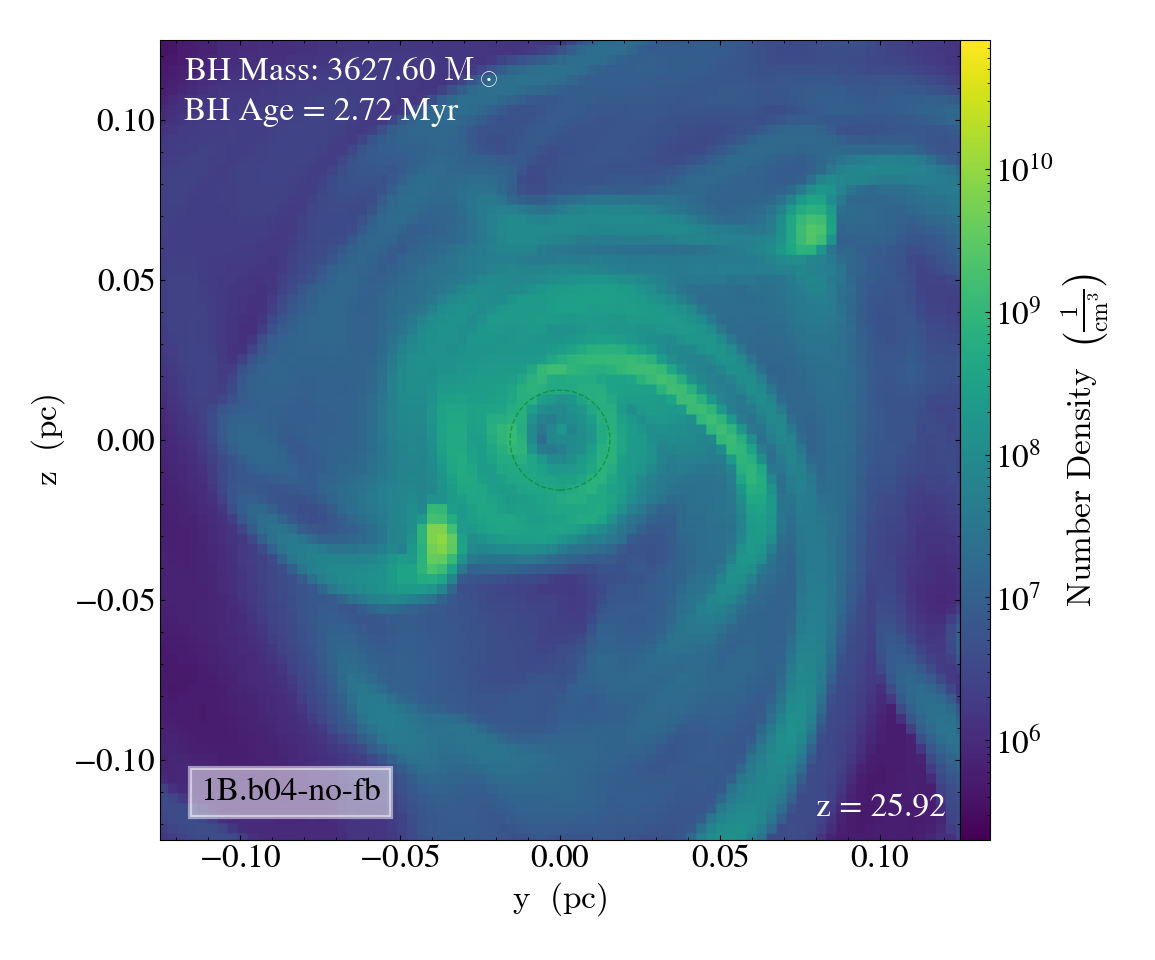 BH Mass: 3627.60 M⊙
BH Age = 2.72 Myr
0.10
0.05
0.00
−0.05
−0.10
z (pc)
1B.b04-no-fb
z = 25.92
−0.10 −0.05 0.00 0.05 0.10
y (pc)
10^10
10^9
10^8
10^7
10^6
Number Density (1/cm^3)